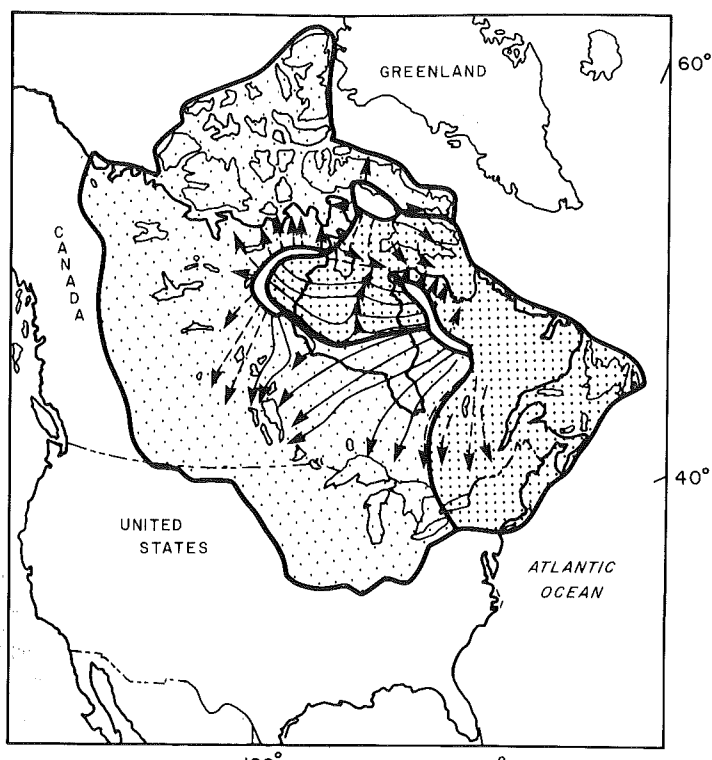 GREENLAND
60°
CANADA
40°
UNITED
STATES
ATLANTIC
OCEAN